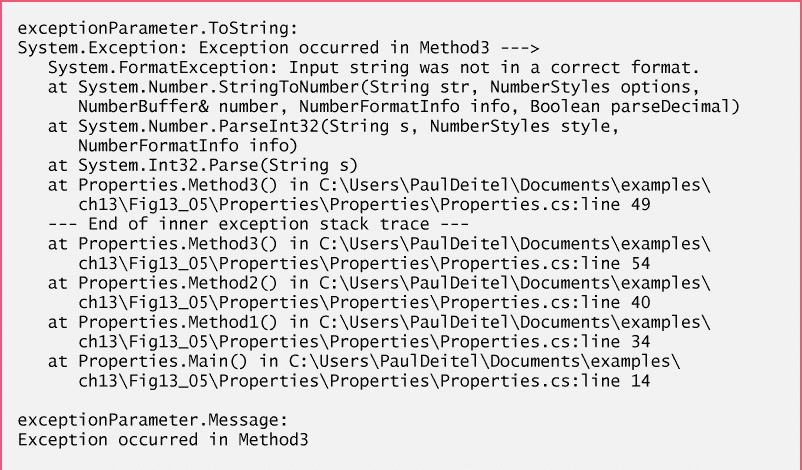 exceptionParameter.ToString:
System.Exception: Exception occurred in Method3 --->
System.FormatException: Input string was not in a correct format.
at System.Number.StringToNumber(String str, NumberStyles options,
NumberBuffer& number, NumberFormatInfo info, Boolean parseDecimal)
at System.Number.ParseInt32(String s, NumberStyles style,
NumberFormatInfo info)
at System.Int32.Parse(String s)
at Properties.Method3() in C:\Users\PaulDeitel\Documents\examples\
ch13\Fig13_05\Properties\Properties\Properties.cs:line 49
--- End of inner exception stack trace ---
at Properties.Method3() in C:\Users\PaulDeitel\Documents\examples\
ch13\Fig13_05\Properties\Properties\Properties.cs:line 54
at Properties.Method2() in C:\Users\PaulDeitel\Documents\examples\
ch13\Fig13_05\Properties\Properties\Properties.cs:line 40
at Properties.Method1() in C:\Users\PaulDeitel\Documents\examples\
ch13\Fig13_05\Properties\Properties\Properties.cs:line 34
at Properties.Main() in C:\Users\PaulDeitel\Documents\examples\
ch13\Fig13_05\Properties\Properties\Properties.cs:line 14
exceptionParameter.Message:
Exception occurred in Method3